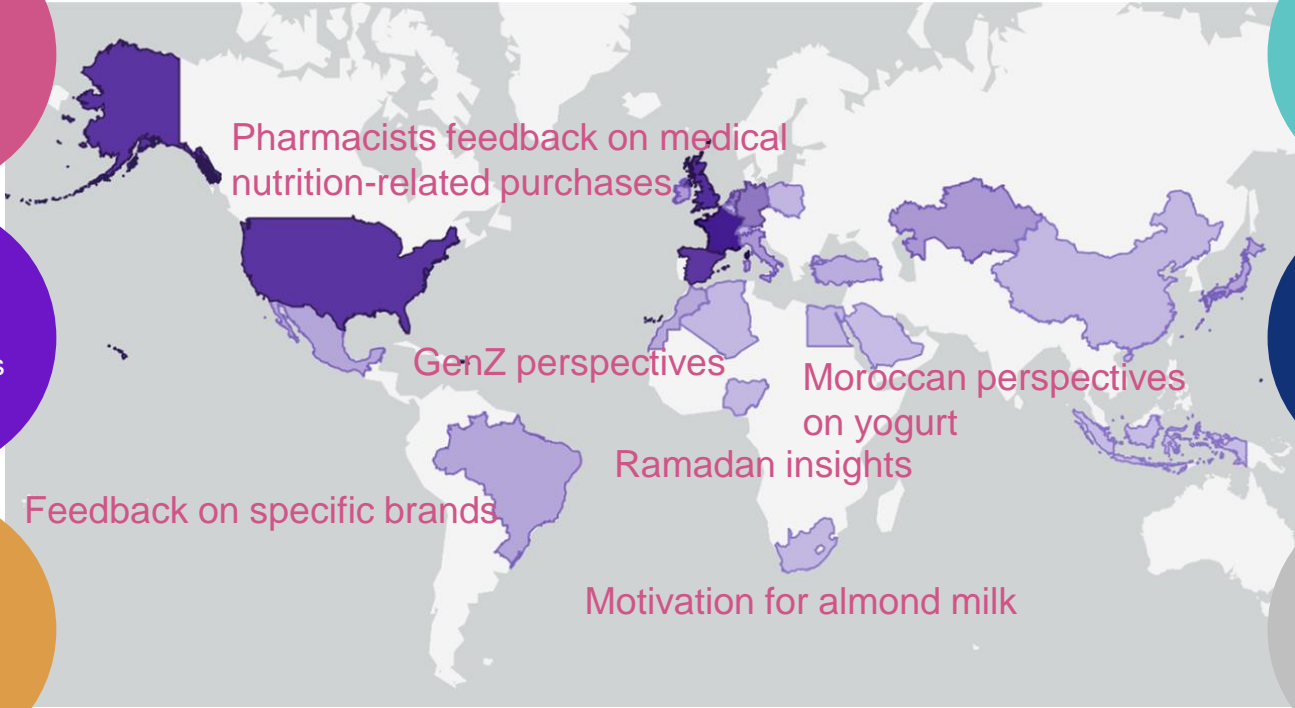 Pharmacists feedback on medical
nutrition-related purchases
s
GenZ perspectives
Moroccan perspectives
on yogurt
Ramadan insights
Feedback on specific brands
Motivation for almond milk